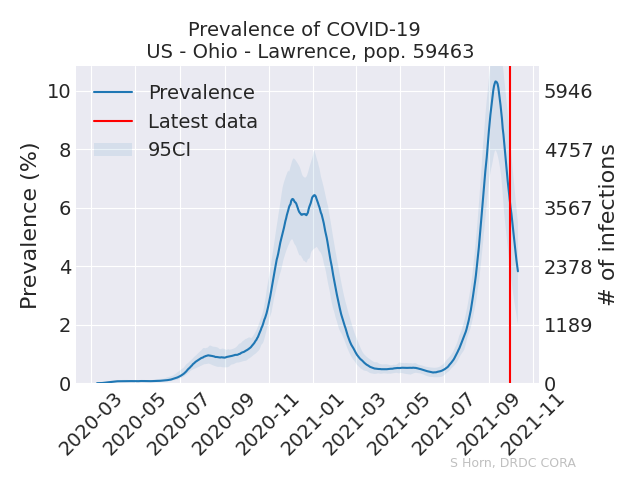 Prevalence of COVID-19
US - Ohio - Lawrence, pop. 59463
Prevalence
Latest data
95CI
Prevalence (%)
10
8
6
4
2
0
# of infections
5946
4757
3567
2378
1189
0
2020-03
2020-05
2020-07
2020-09
2020-11
2021-01
2021-03
2021-05
2021-07
2021-09
2021-11
S Horn, DRDC CORA